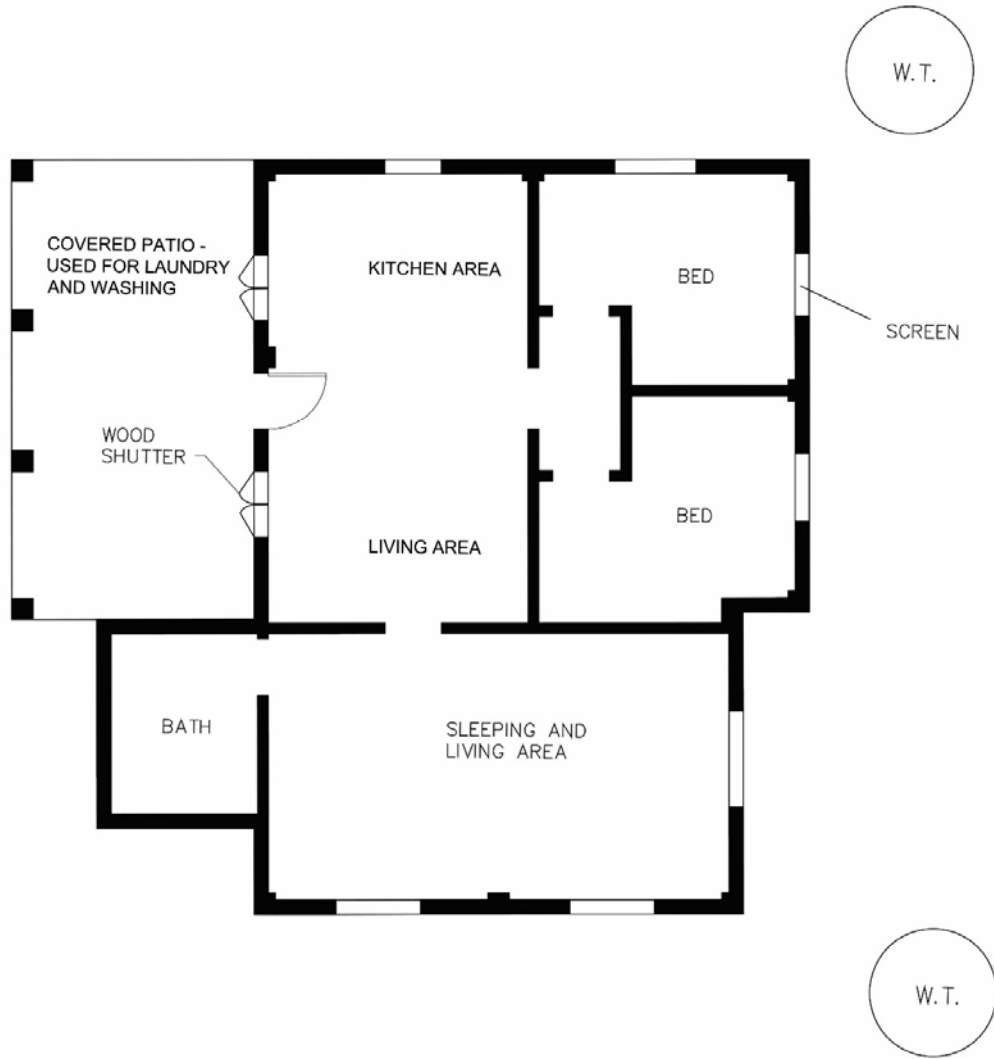 W.T.
COVERED PATIO -
USED FOR LAUNDRY
AND WASHING
KITCHEN AREA
BED
SCREEN
WOOD
SHUTTER
BED
LIVING AREA
BATH
SLEEPING AND
LIVING AREA
W.T.